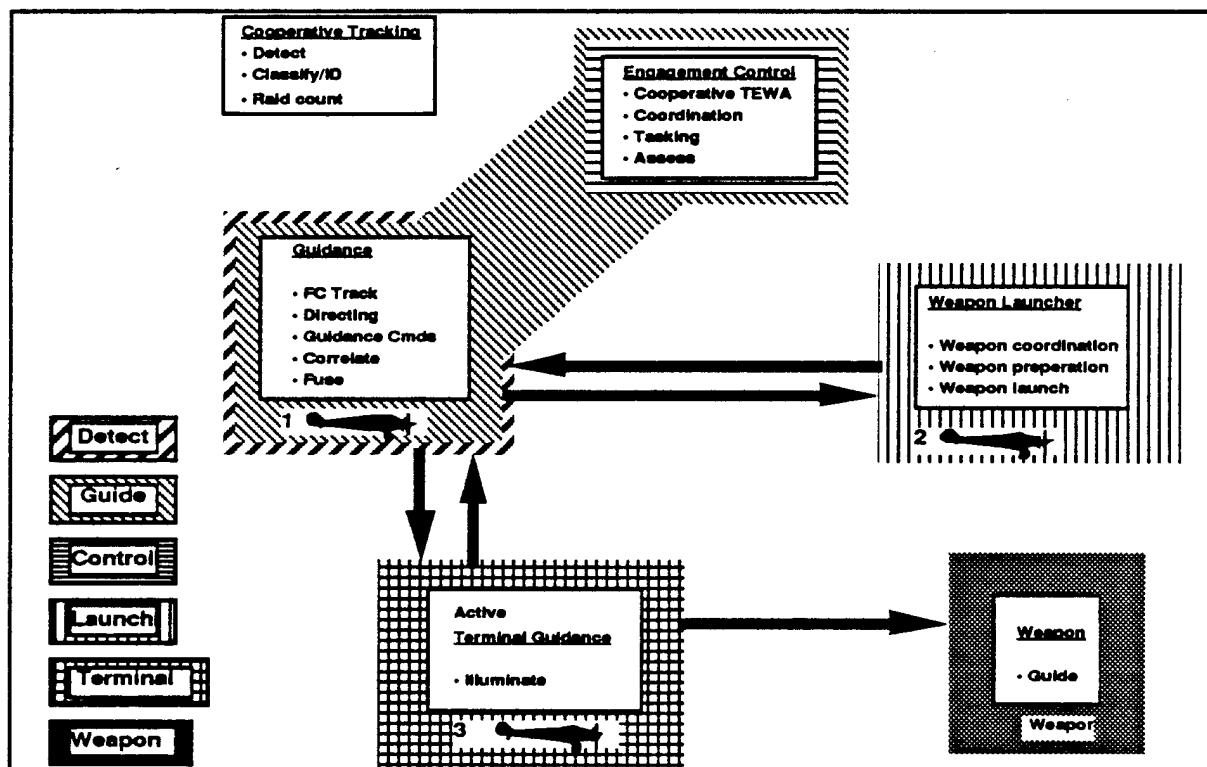 Cooperative Tracking
• Detect
• Classify/ID
• Raid count
Engagement Control
• Cooperative TEWA
• Coordination
• Tasking
• Assess
Guidance
• FC Track
• Directing
• Guidance Cmds
• Correlate
• Fuse
1
Weapon Launcher
• Weapon coordination
• Weapon preparation
• Weapon launch
2
Detect
Guide
Control
Launch
Terminal
Weapon
Active
Terminal Guidance
• Illuminate
3
Weapon
• Guide
Weapor